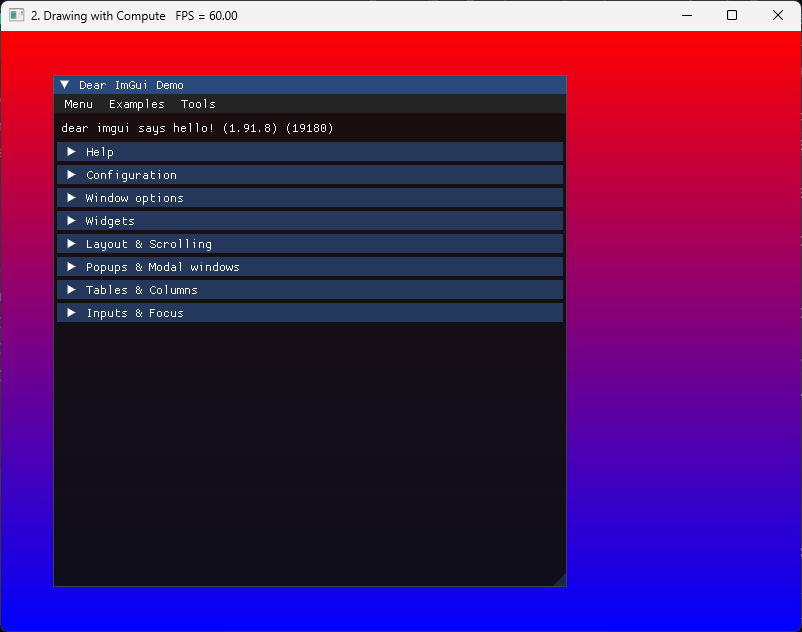 2. Drawing with Compute   FPS = 60.00
Dear ImGui Demo
Menu Examples Tools
dear imgui says hello! (1.91.8) (19180)
Help
Configuration
Window options
Widgets
Layout & Scrolling
Popups & Modal windows
Tables & Columns
Inputs & Focus